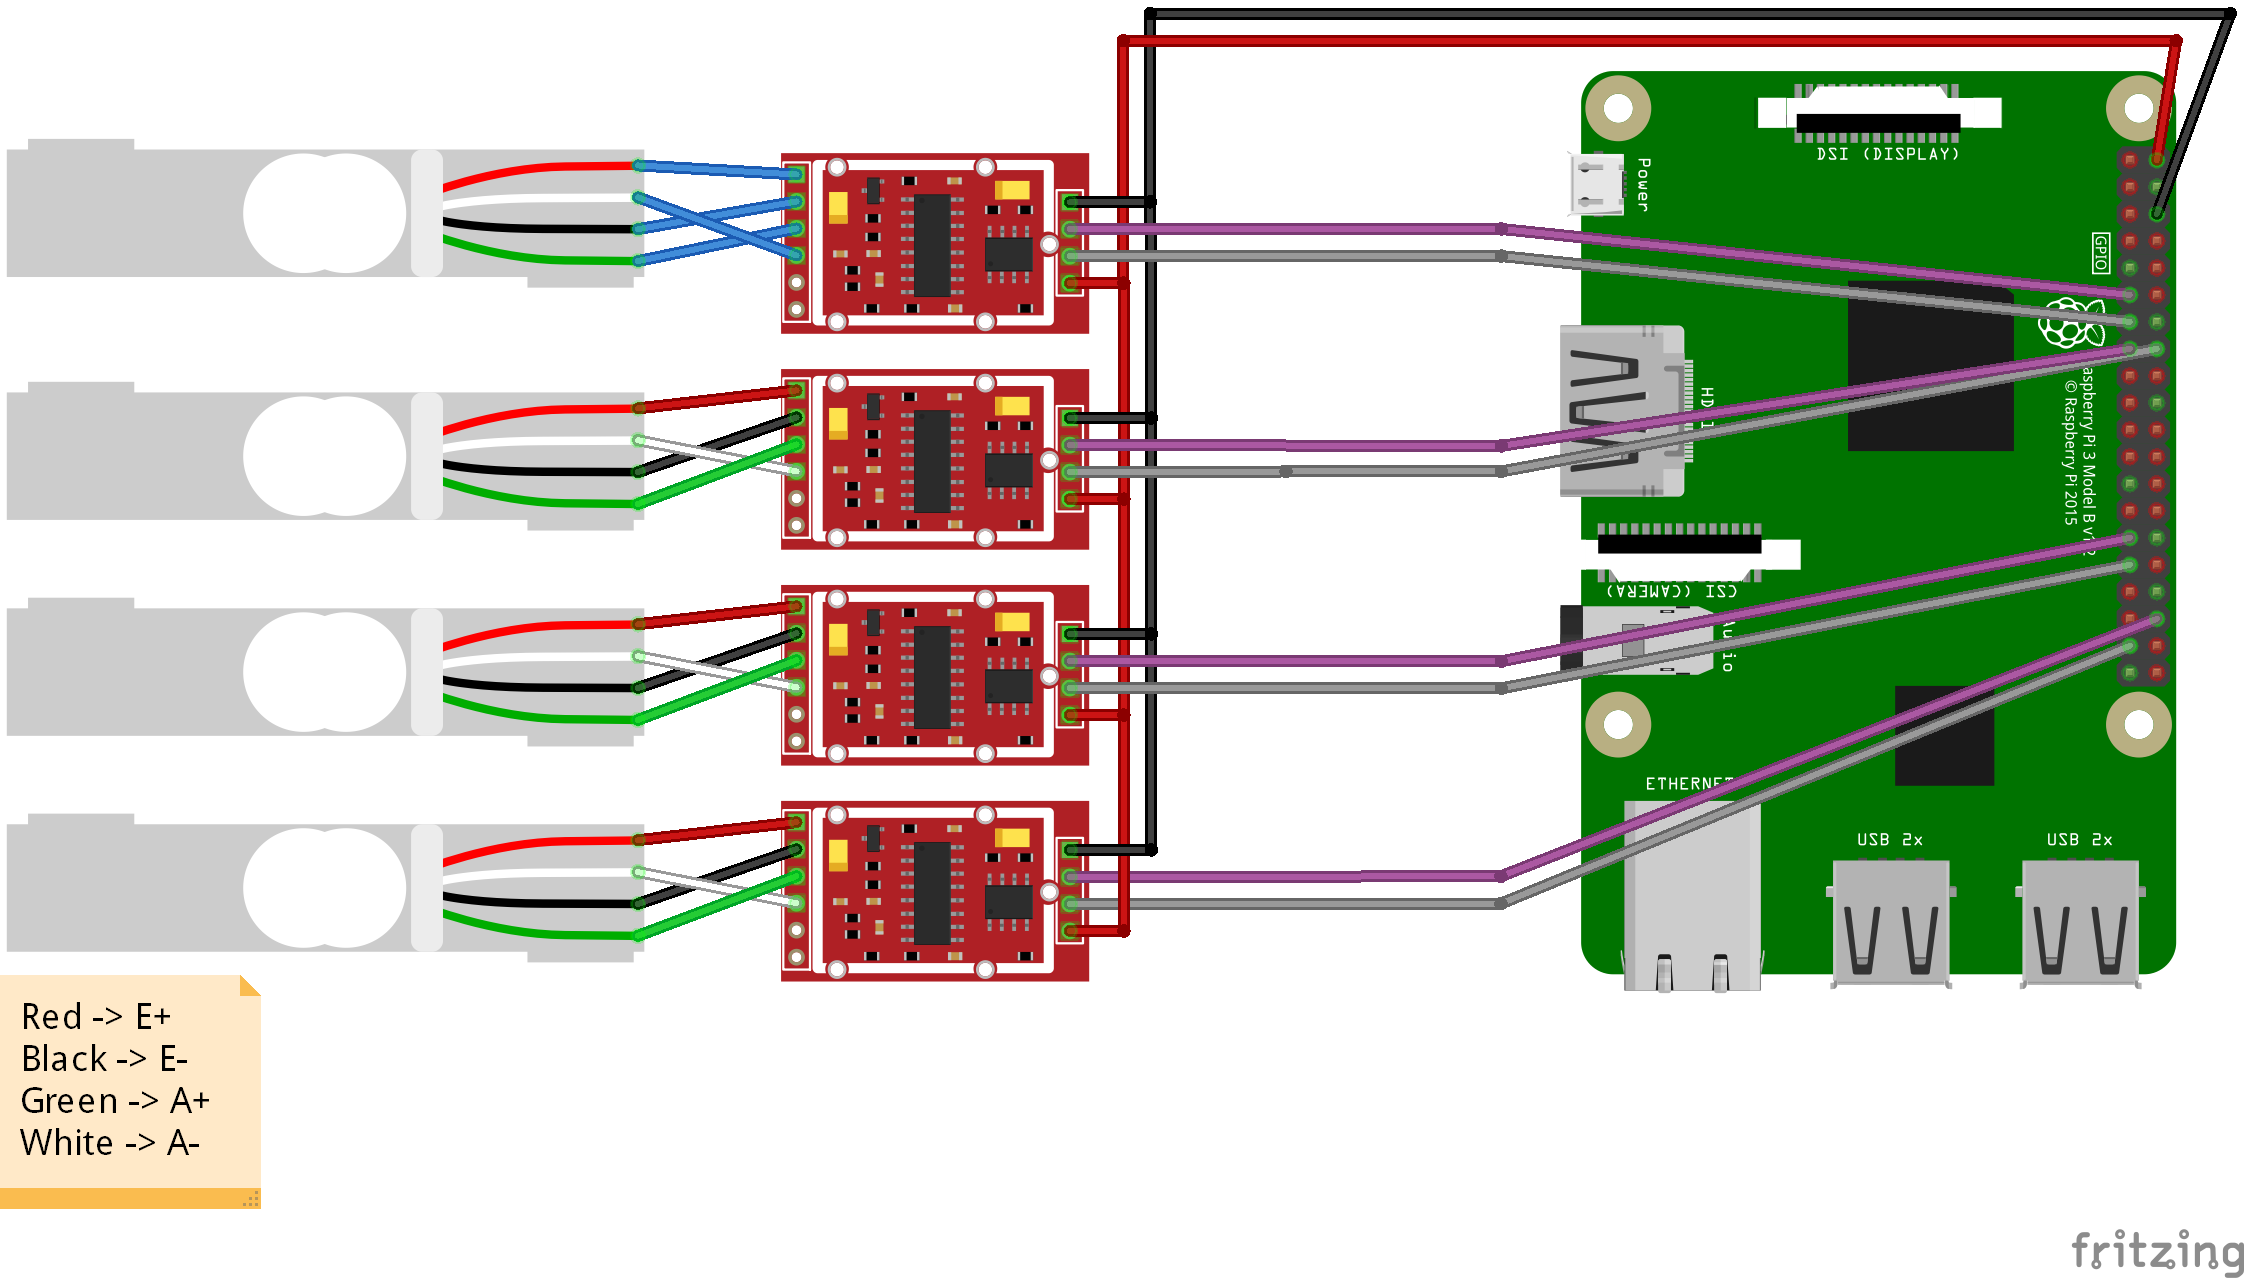 DSI (DISPLAY)
Power
GPIO
HD
Raspberry Pi 3 Model B v1.2
© Raspberry Pi 2015
CSI (CAMERA)
Audio
ETHERNET
USB 2x
USB 2x
Red -> E+
Black -> E-
Green -> A+
White -> A-
fritzing